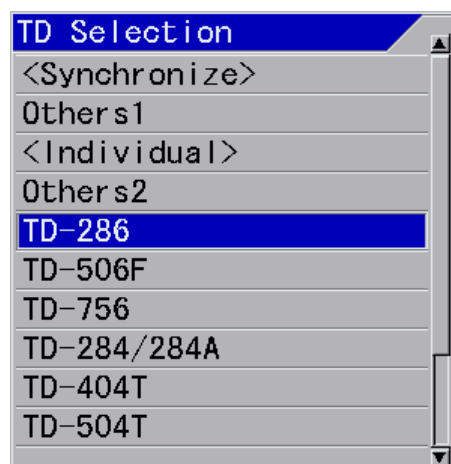 TD Selection
<Synchronize>
Others1
<Individual>
Others2
TD-286
TD-506F
TD-756
TD-284/284A
TD-404T
TD-504T